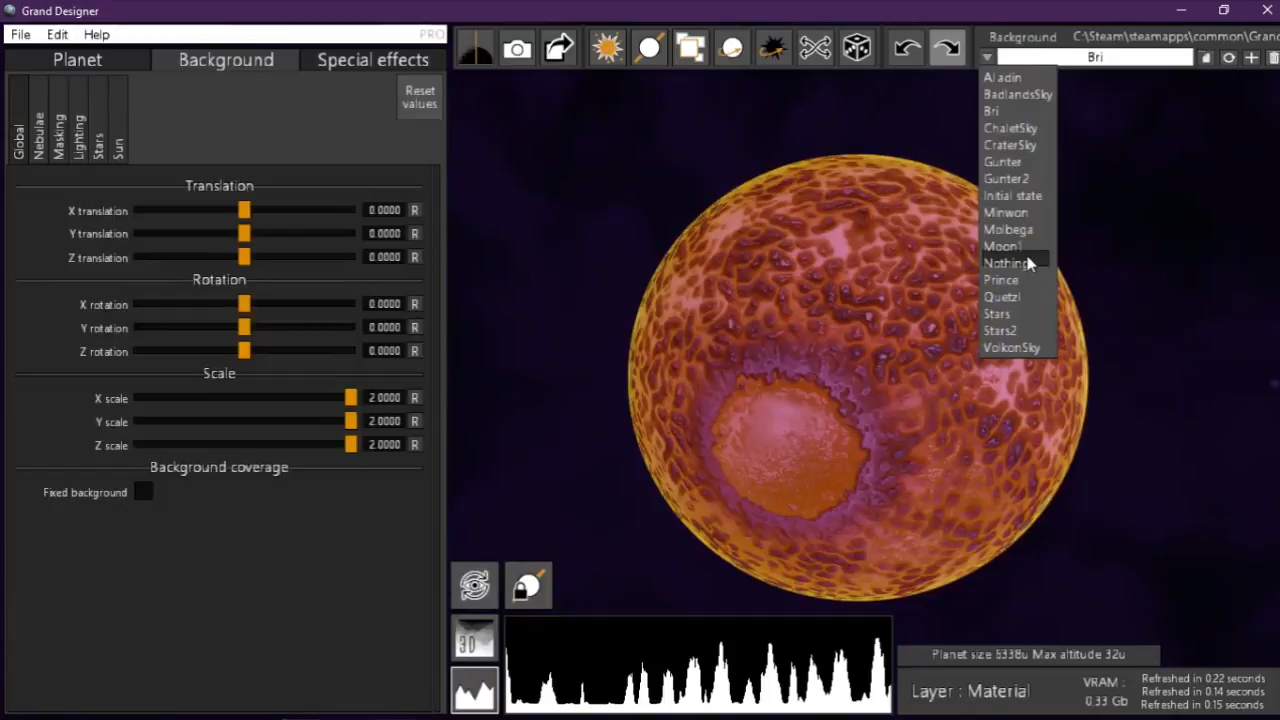 Grand Designer
File Edit Help PRO
Planet Background Special effects
Global Nebulae Masking Lighting Stars Sun
Reset values
Translation
X translation 0.0000 R
Y translation 0.0000 R
Z translation 0.0000 R
Rotation
X rotation 0.0000 R
Y rotation 0.0000 R
Z rotation 0.0000 R
Scale
X scale 2.0000 R
Y scale 2.0000 R
Z scale 2.0000 R
Background coverage
Fixed background
3D
Background C:\Steam\steamapps\common\Grand
Bri
Aladin
BadlandsSky
Bri
ChaletSky
CraterSky
Gunter
Gunter2
Initial state
Minwon
Molbega
Moon1
Nothing
Prince
Quetzl
Stars
Stars2
VolkonSky
Planet size 5338u Max altitude 32u
Layer : Material
VRAM :
0.33 Gb
Refreshed in 0.22 seconds
Refreshed in 0.14 seconds
Refreshed in 0.15 seconds